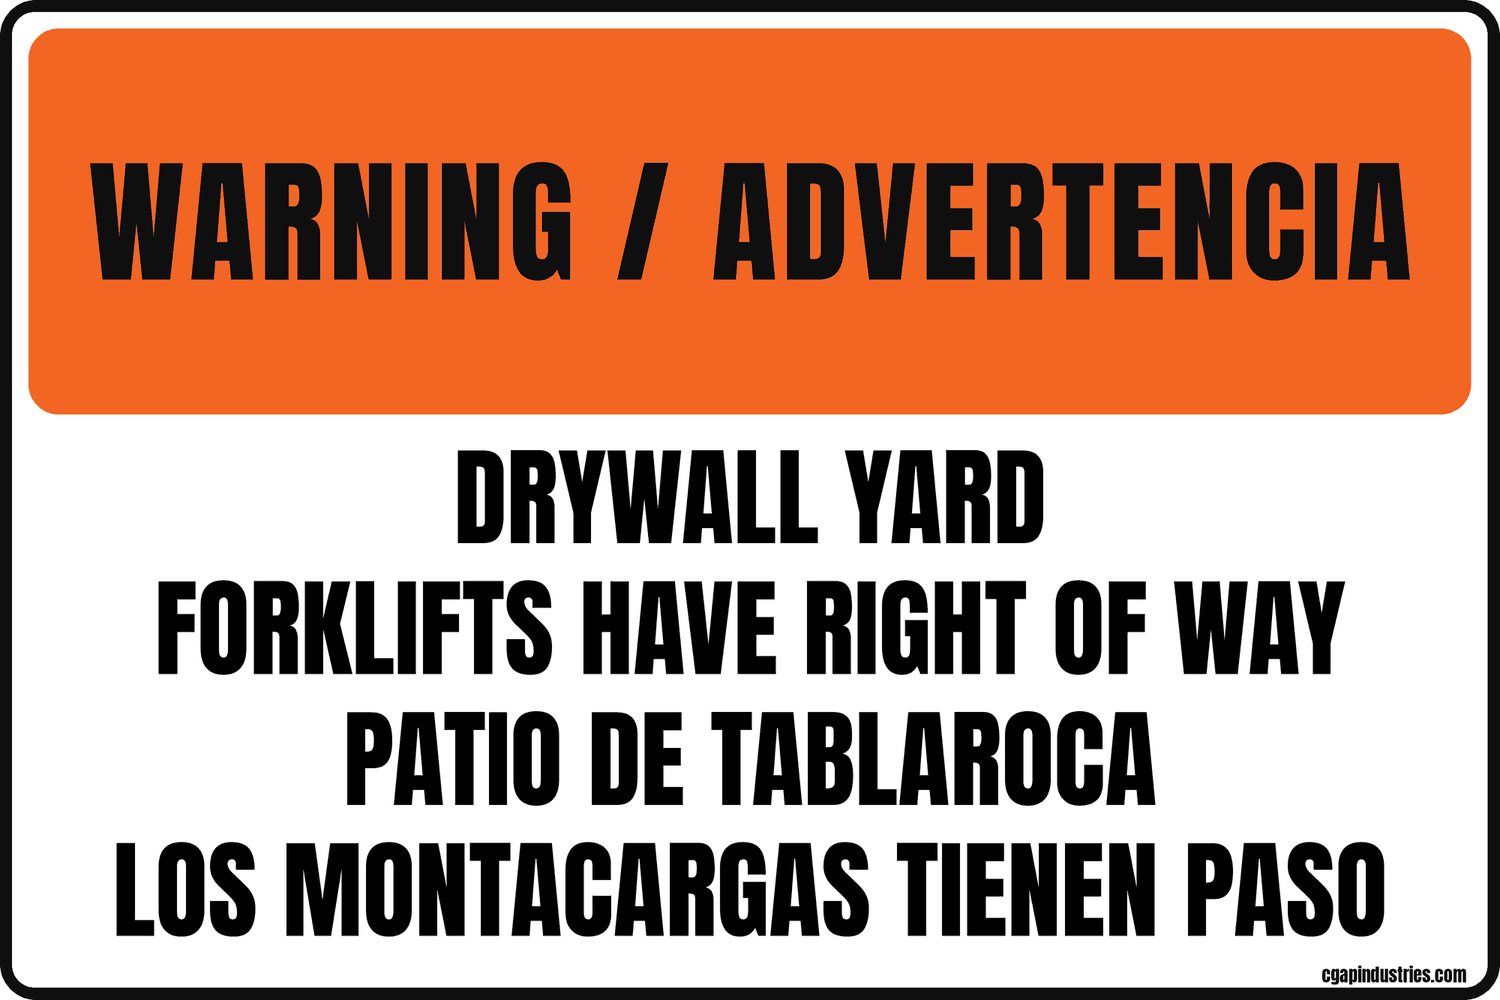 WARNING / ADVERTENCIA
DRYWALL YARD
FORKLIFTS HAVE RIGHT OF WAY
PATIO DE TABLAROCA
LOS MONTACARGAS TIENEN PASO
cgapindustries.com